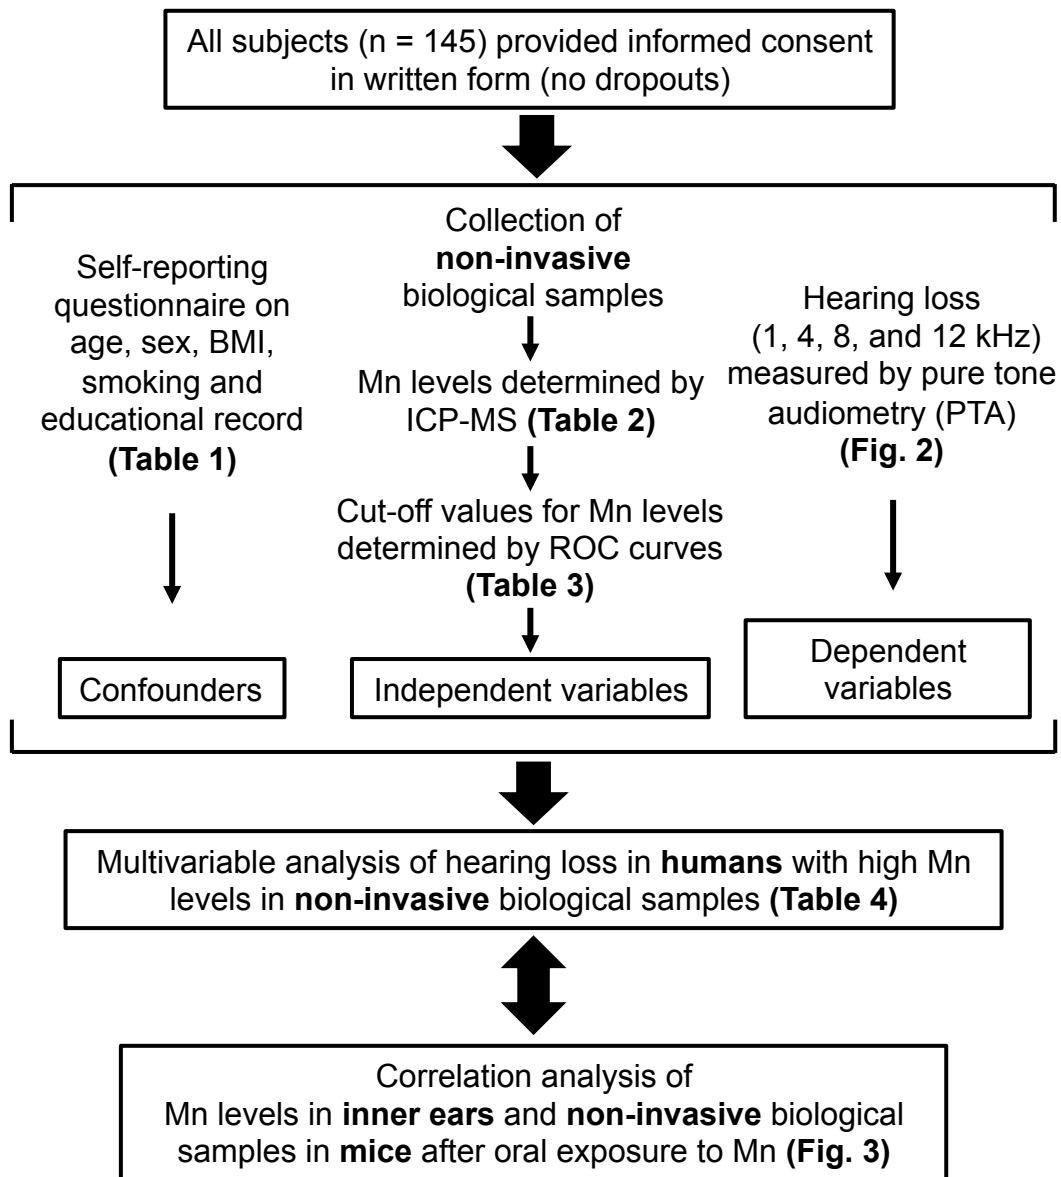 All subjects (n = 145) provided informed consent
in written form (no dropouts)
Self-reporting
questionnaire on
age, sex, BMI,
smoking and
educational record
(Table 1)
Confounders
Collection of
non-invasive
biological samples
Mn levels determined by
ICP-MS (Table 2)
Cut-off values for Mn levels
determined by ROC curves
(Table 3)
Independent variables
Hearing loss
(1, 4, 8, and 12 kHz)
measured by pure tone
audiometry (PTA)
(Fig. 2)
Dependent
variables
Multivariable analysis of hearing loss in humans with high Mn
levels in non-invasive biological samples (Table 4)
Correlation analysis of
Mn levels in inner ears and non-invasive biological
samples in mice after oral exposure to Mn (Fig. 3)